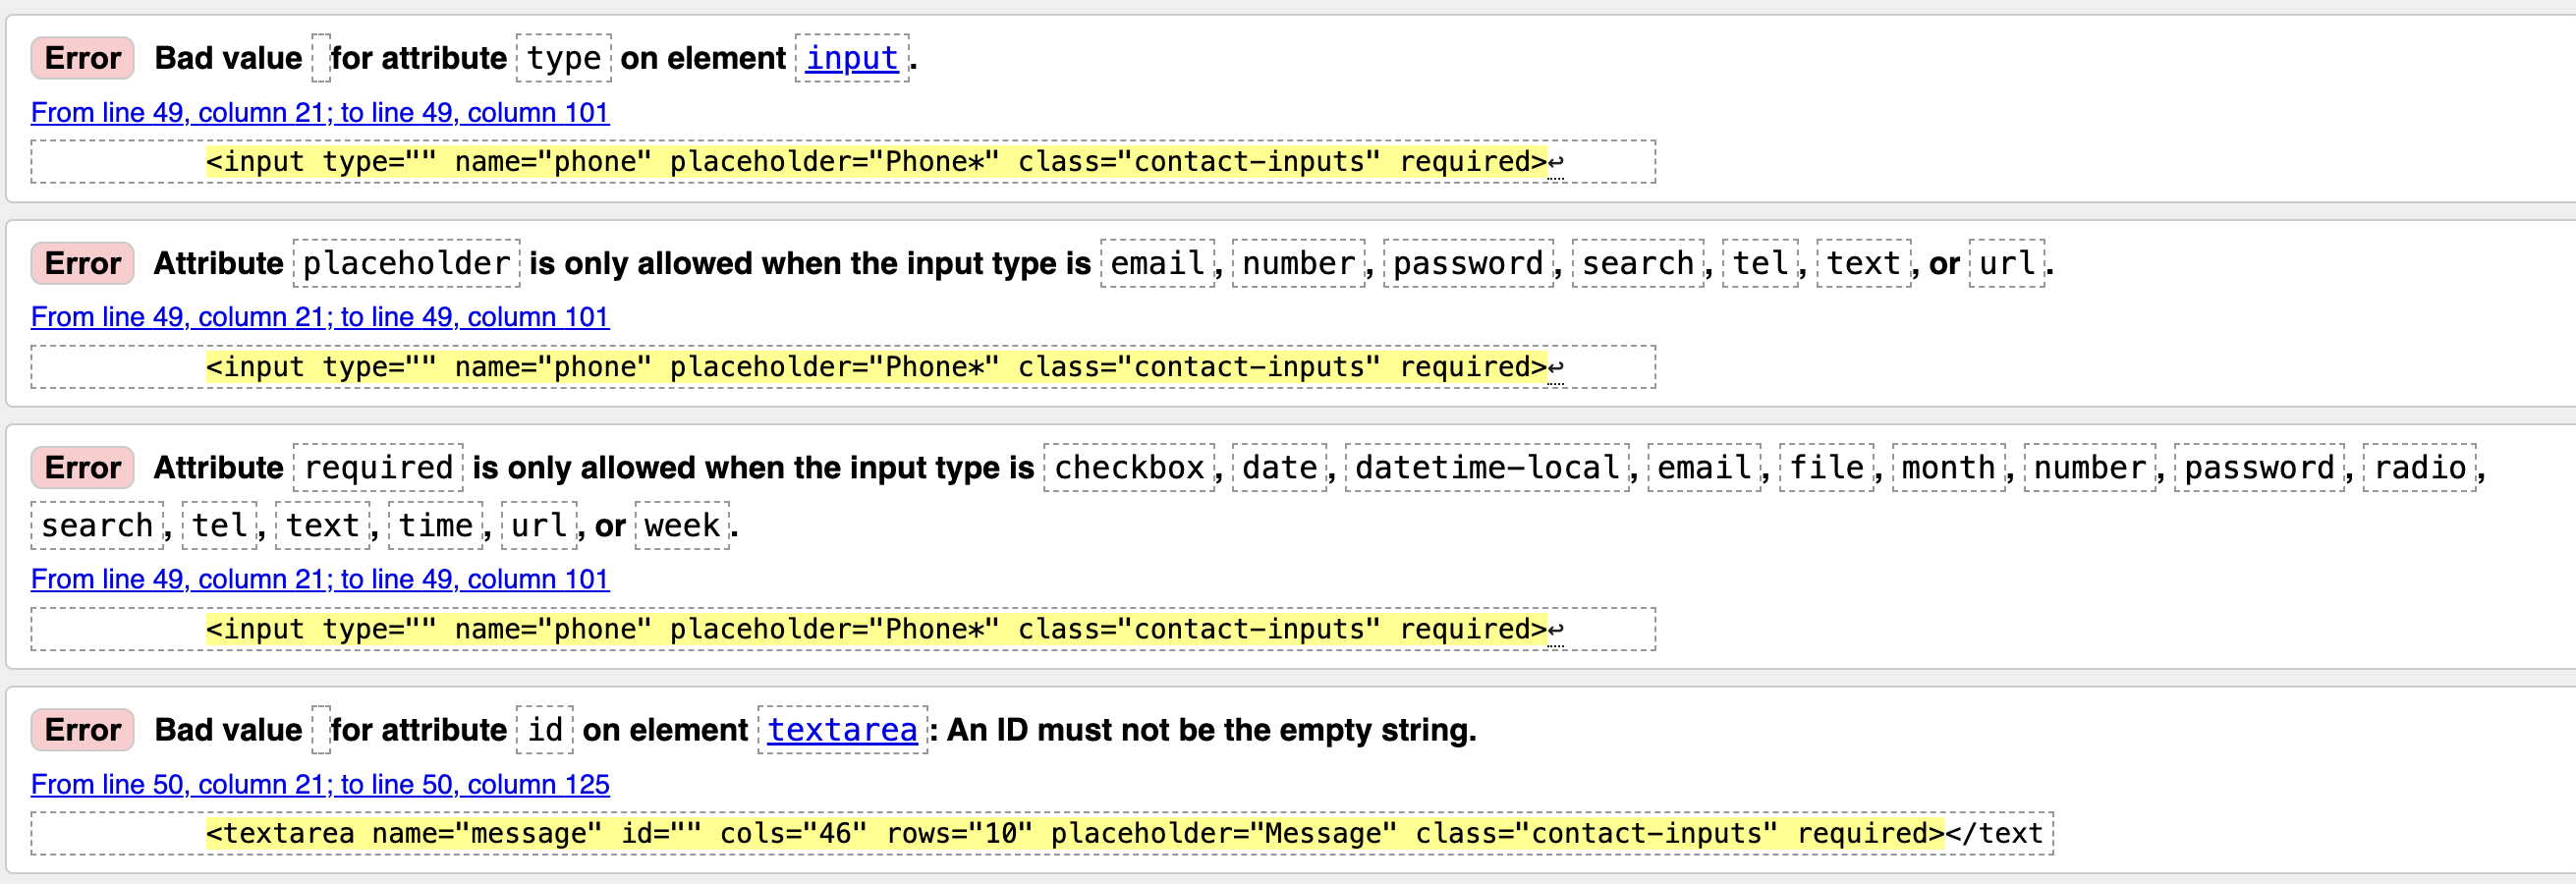 Error Bad value for attribute type on element input.
From line 49, column 21; to line 49, column 101
<input type="" name="phone" placeholder="Phone*" class="contact-inputs" required>↩
Error Attribute placeholder is only allowed when the input type is email, number, password, search, tel, text, or url.
From line 49, column 21; to line 49, column 101
<input type="" name="phone" placeholder="Phone*" class="contact-inputs" required>↩
Error Attribute required is only allowed when the input type is checkbox, date, datetime-local, email, file, month, number, password, radio,
search, tel, text, time, url, or week.
From line 49, column 21; to line 49, column 101
<input type="" name="phone" placeholder="Phone*" class="contact-inputs" required>↩
Error Bad value for attribute id on element textarea: An ID must not be the empty string.
From line 50, column 21; to line 50, column 125
<textarea name="message" id="" cols="46" rows="10" placeholder="Message" class="contact-inputs" required></text